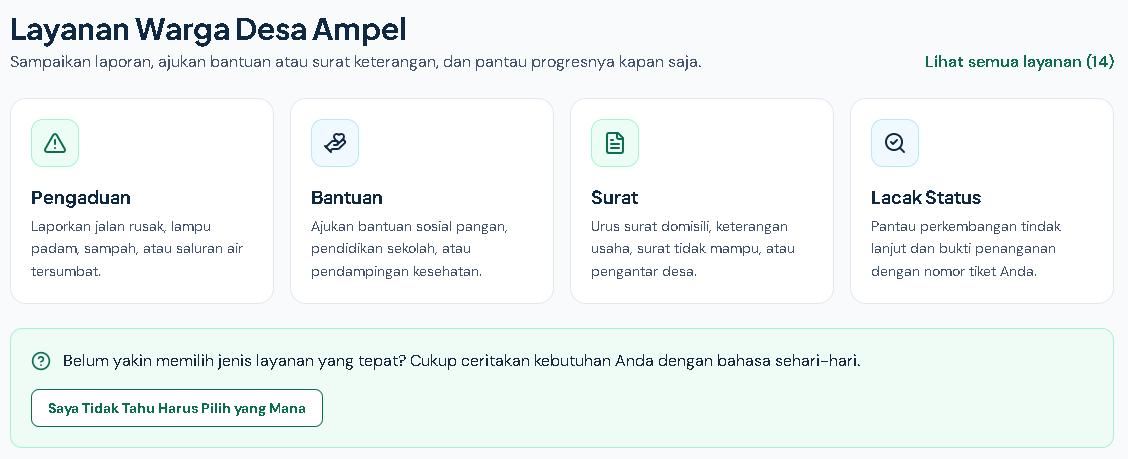 Layanan Warga Desa Ampel
Sampaikan laporan, ajukan bantuan atau surat keterangan, dan pantau progresnya kapan saja.
Lihat semua layanan (14)
Pengaduan
Laporkan jalan rusak, lampu
padam, sampah, atau saluran air
tersumbat.
Bantuan
Ajukan bantuan sosial pangan,
pendidikan sekolah, atau
pendampingan kesehatan.
Surat
Urus surat domisili, keterangan
usaha, surat tidak mampu, atau
pengantar desa.
Lacak Status
Pantau perkembangan tindak
lanjut dan bukti penanganan
dengan nomor tiket Anda.
Belum yakin memilih jenis layanan yang tepat? Cukup ceritakan kebutuhan Anda dengan bahasa sehari-hari.
Saya Tidak Tahu Harus Pilih yang Mana